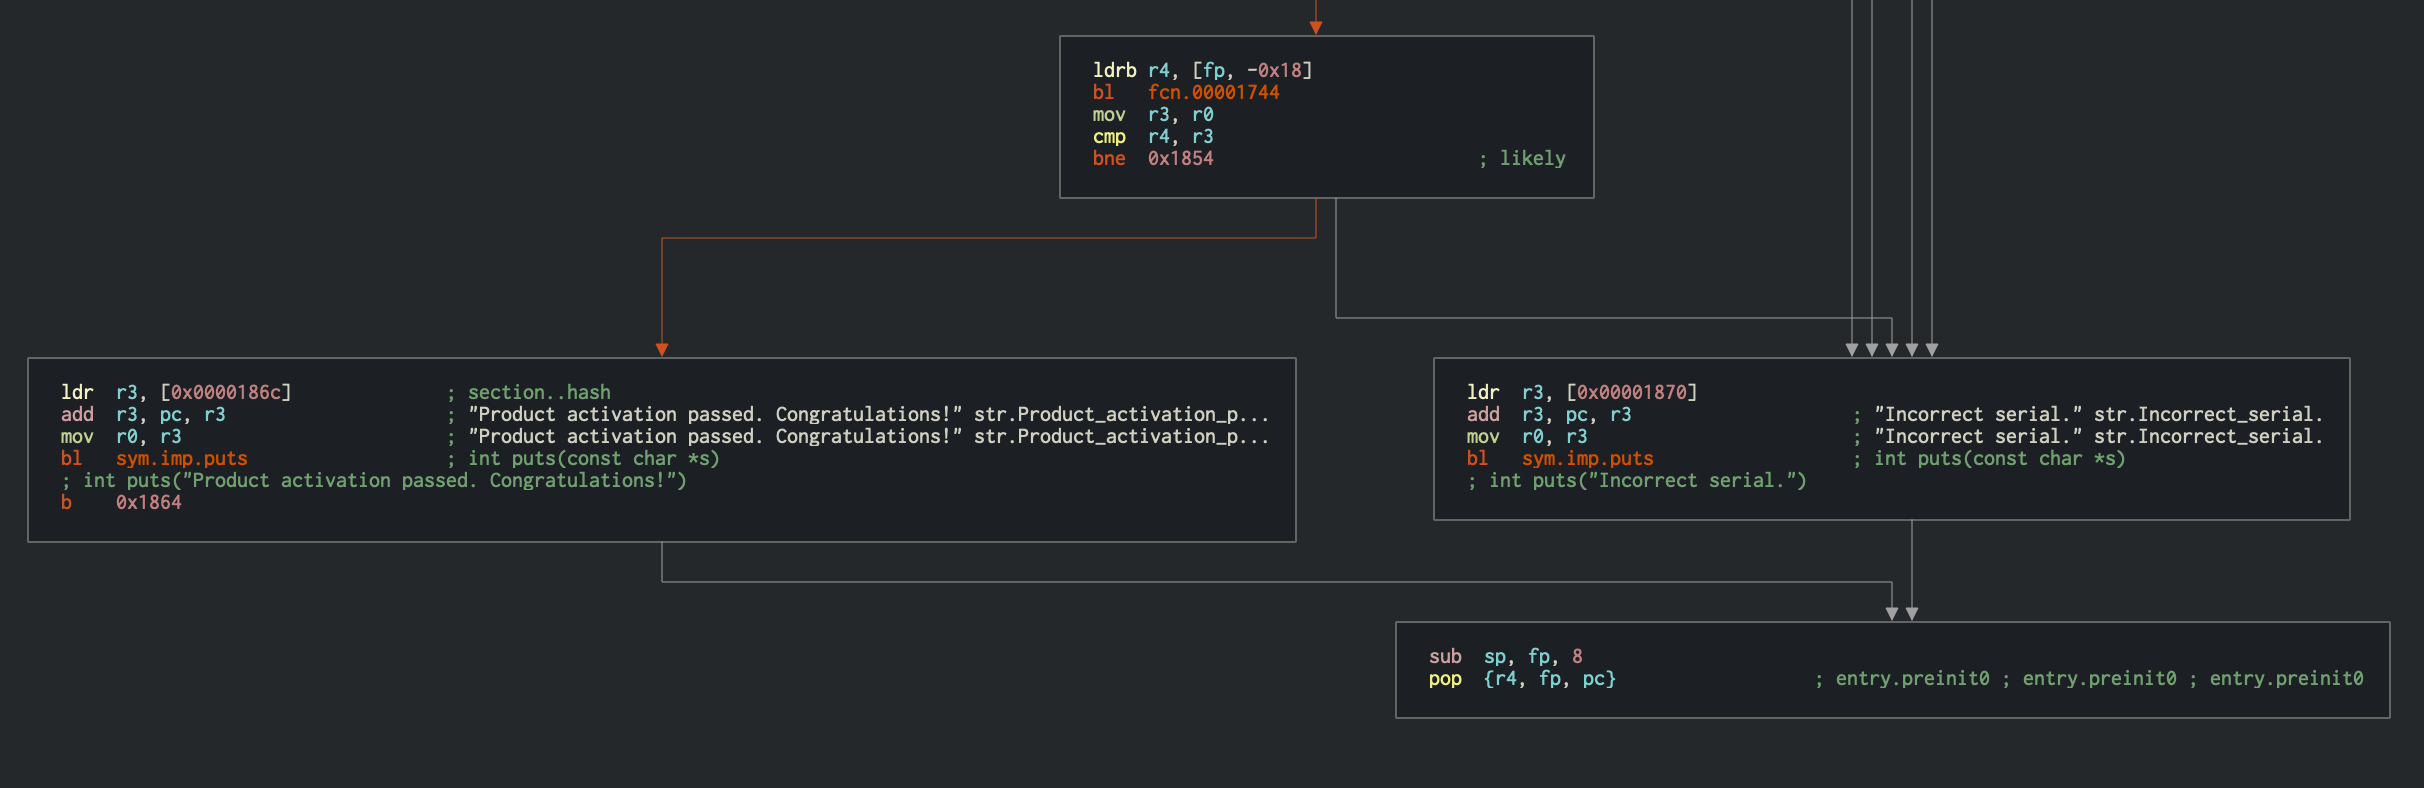 ldrb r4, [fp, -0x18]
bl fcn.00001744
mov r3, r0
cmp r4, r3
bne 0x1854 ; likely
ldr r3, [0x0000186c] ; section..hash
add r3, pc, r3 ; "Product activation passed. Congratulations!" str.Product_activation_p...
mov r0, r3 ; "Product activation passed. Congratulations!" str.Product_activation_p...
bl sym.imp.puts ; int puts(const char *s)
; int puts("Product activation passed. Congratulations!")
b 0x1864
ldr r3, [0x00001870]
add r3, pc, r3 ; "Incorrect serial." str.Incorrect_serial.
mov r0, r3 ; "Incorrect serial." str.Incorrect_serial.
bl sym.imp.puts ; int puts(const char *s)
; int puts("Incorrect serial.")
sub sp, fp, 8
pop {r4, fp, pc} ; entry.preinit0 ; entry.preinit0 ; entry.preinit0